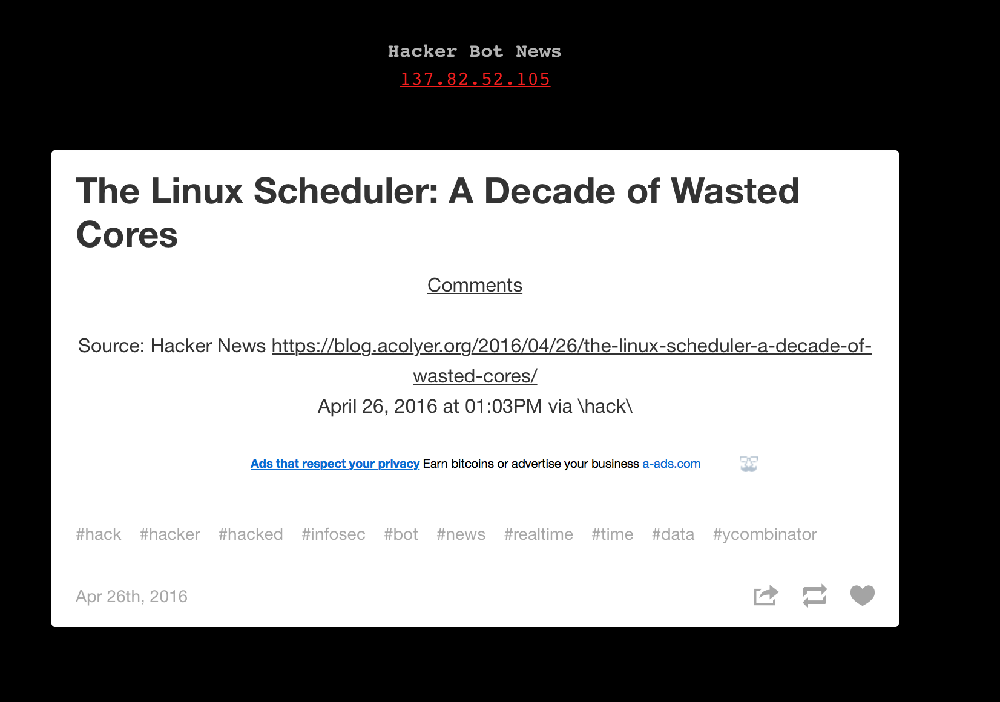 Hacker Bot News
137.82.52.105
The Linux Scheduler: A Decade of Wasted
Cores
Comments
Source: Hacker News https://blog.acolyer.org/2016/04/26/the-linux-scheduler-a-decade-of-
wasted-cores/
April 26, 2016 at 01:03PM via \hack\
Ads that respect your privacy Earn bitcoins or advertise your business a-ads.com
#hack #hacker #hacked #infosec #bot #news #realtime #time #data #ycombinator
Apr 26th, 2016